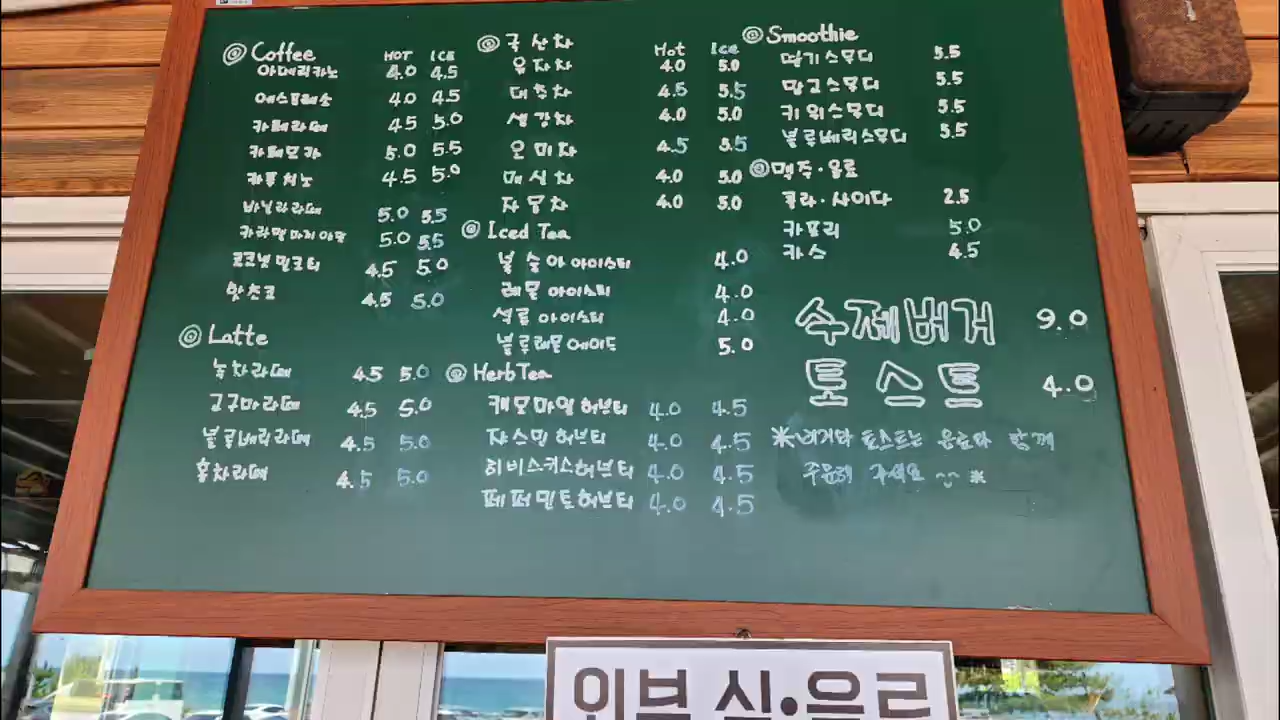 ◎ Coffee HOT ICE
아메리카노 4.0 4.5
에스프레소 4.0 4.5
카페라떼 4.5 5.0
카페모카 5.0 5.5
카푸치노 4.5 5.0
바닐라라떼 5.0 5.5
카라멜마끼아또 5.0 5.5
코코넛밀크티 4.5 5.0
핫초코 4.5 5.0
◎ Latte
녹차라떼 4.5 5.0
고구마라떼 4.5 5.0
블루베리라떼 4.5 5.0
홍차라떼 4.5 5.0
◎ 국산차 Hot Ice
유자차 4.0 5.0
대추차 4.5 5.5
생강차 4.0 5.0
오미자 4.5 5.5
매실차 4.0 5.0
자몽차 4.0 5.0
◎ Iced Tea
복숭아아이스티 4.0
레몬아이스티 4.0
석류아이스티 4.0
블루레몬에이드 5.0
◎ Herb Tea
캐모마일허브티 4.0 4.5
자스민허브티 4.0 4.5
히비스커스허브티 4.0 4.5
페퍼민트허브티 4.0 4.5
◎ Smoothie
딸기스무디 5.5
망고스무디 5.5
키위스무디 5.5
블루베리스무디 5.5
◎ 맥주·음료
콜라·사이다 2.5
카프리 5.0
카스 4.5
수제버거 9.0
토스트 4.0
※버거와 토스트는 음료와 함께
주문해 주세요 ※
외부 식•음료